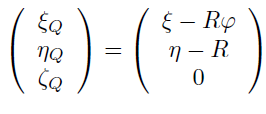 ( ξ_Q ) = ( ξ − Rφ )
( η_Q ) = ( η − R )
( ζ_Q ) = ( 0 )